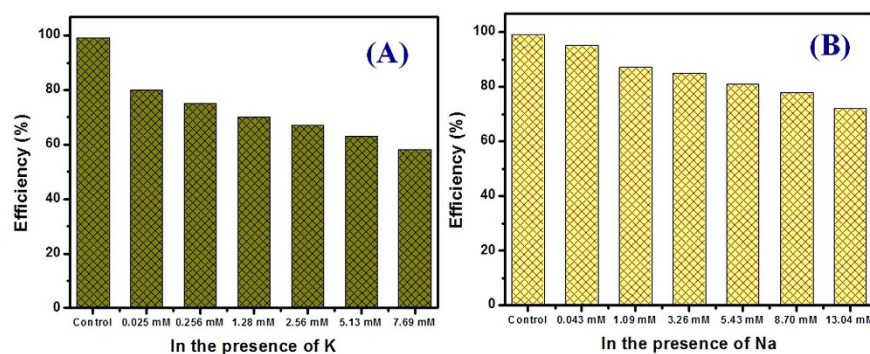 (A)
Efficiency (%)
100
80
60
40
20
0
Control 0.025 mM 0.256 mM 1.28 mM 2.56 mM 5.13 mM 7.69 mM
In the presence of K
(B)
Efficiency (%)
100
80
60
40
20
0
Control 0.043 mM 1.09 mM 3.26 mM 5.43 mM 8.70 mM 13.04 mM
In the presence of Na